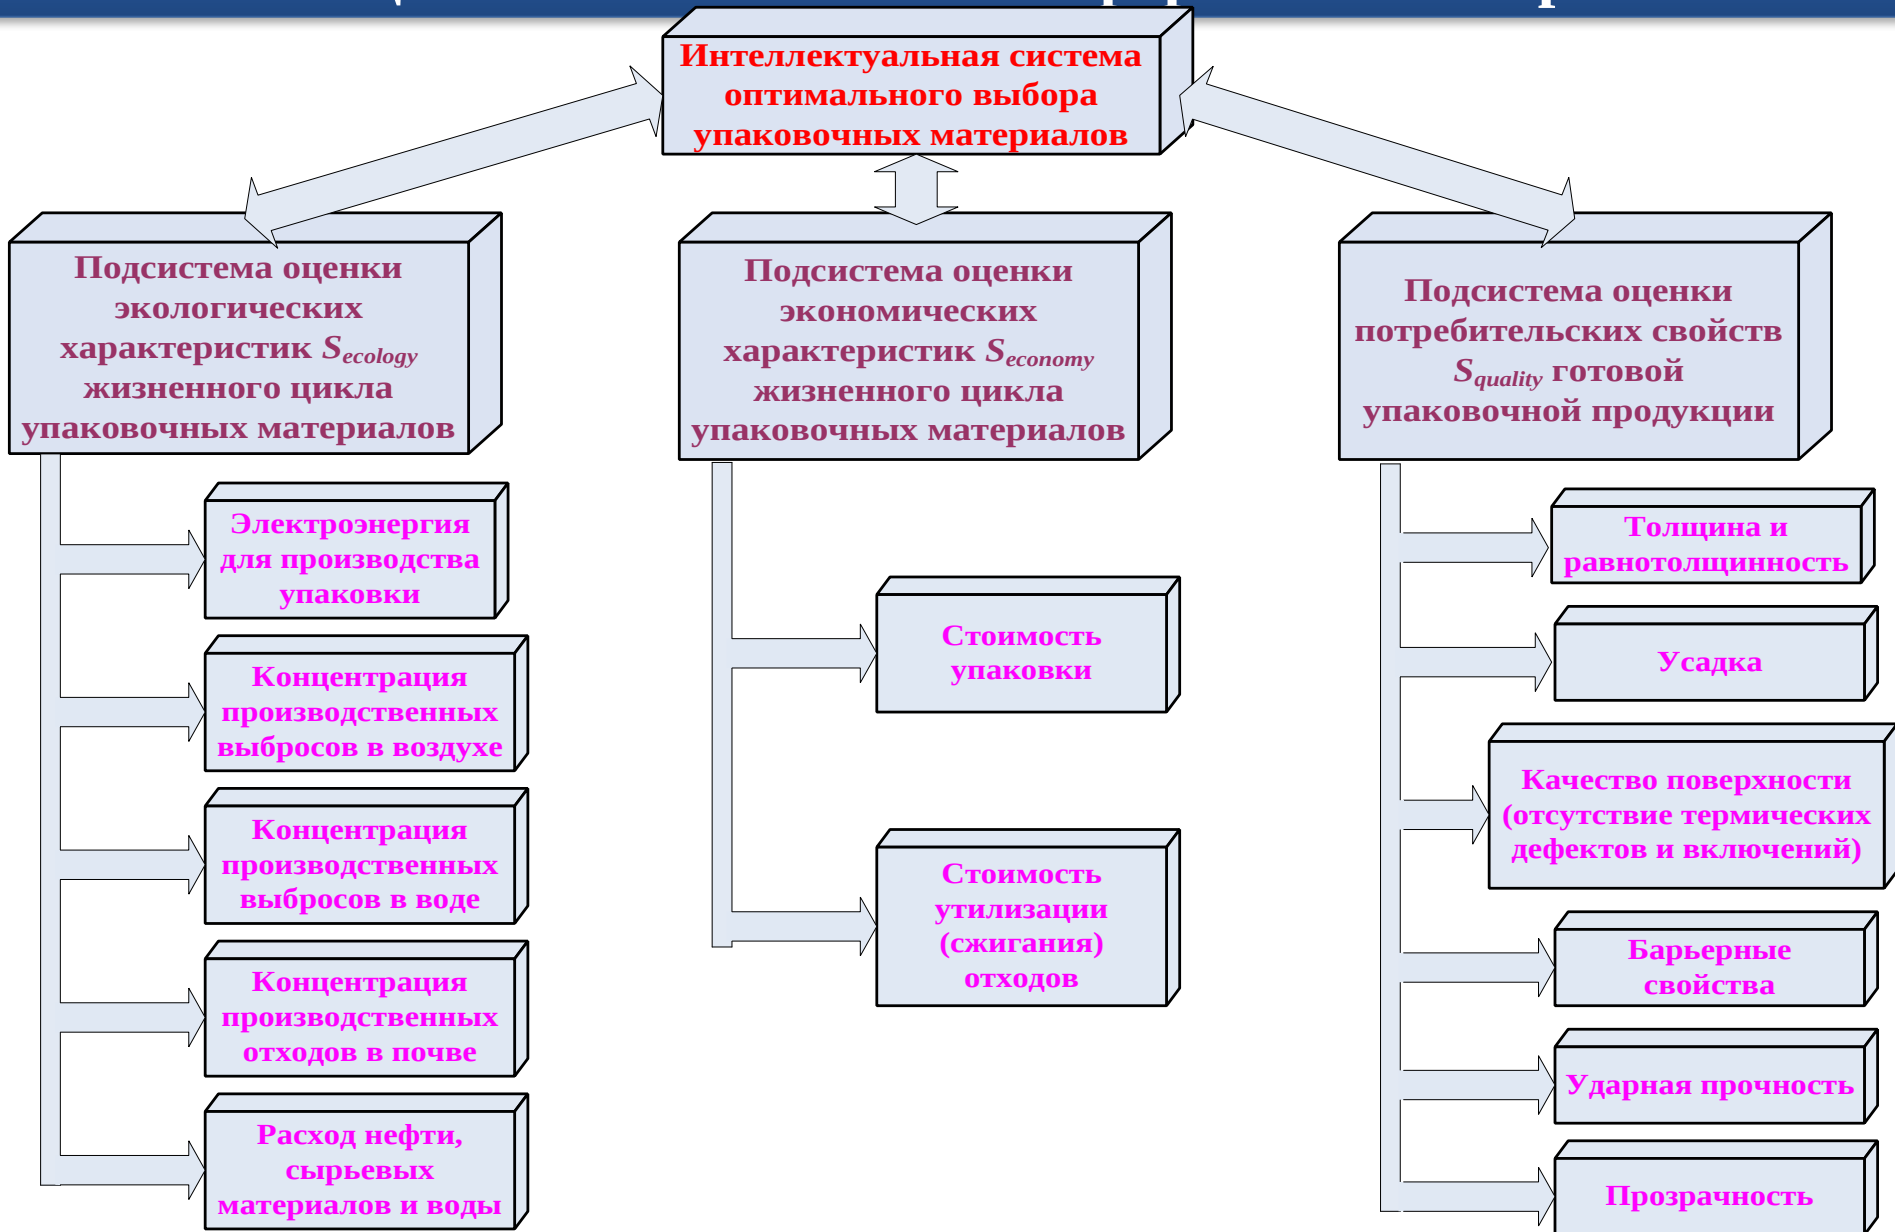 Интеллектуальная система
оптимального выбора
упаковочных материалов
Подсистема оценки
экологических
характеристик Secology
жизненного цикла
упаковочных материалов
Электроэнергия
для производства
упаковки
Концентрация
производственных
выбросов в воздухе
Концентрация
производственных
выбросов в воде
Концентрация
производственных
отходов в почве
Расход нефти,
сырьевых
материалов и воды
Подсистема оценки
экономических
характеристик Seconomy
жизненного цикла
упаковочных материалов
Стоимость
упаковки
Стоимость
утилизации
(сжигания)
отходов
Подсистема оценки
потребительских свойств
Squality готовой
упаковочной продукции
Толщина и
равнотолщинность
Усадка
Качество поверхности
(отсутствие термических
дефектов и включений)
Барьерные
свойства
Ударная прочность
Прозрачность